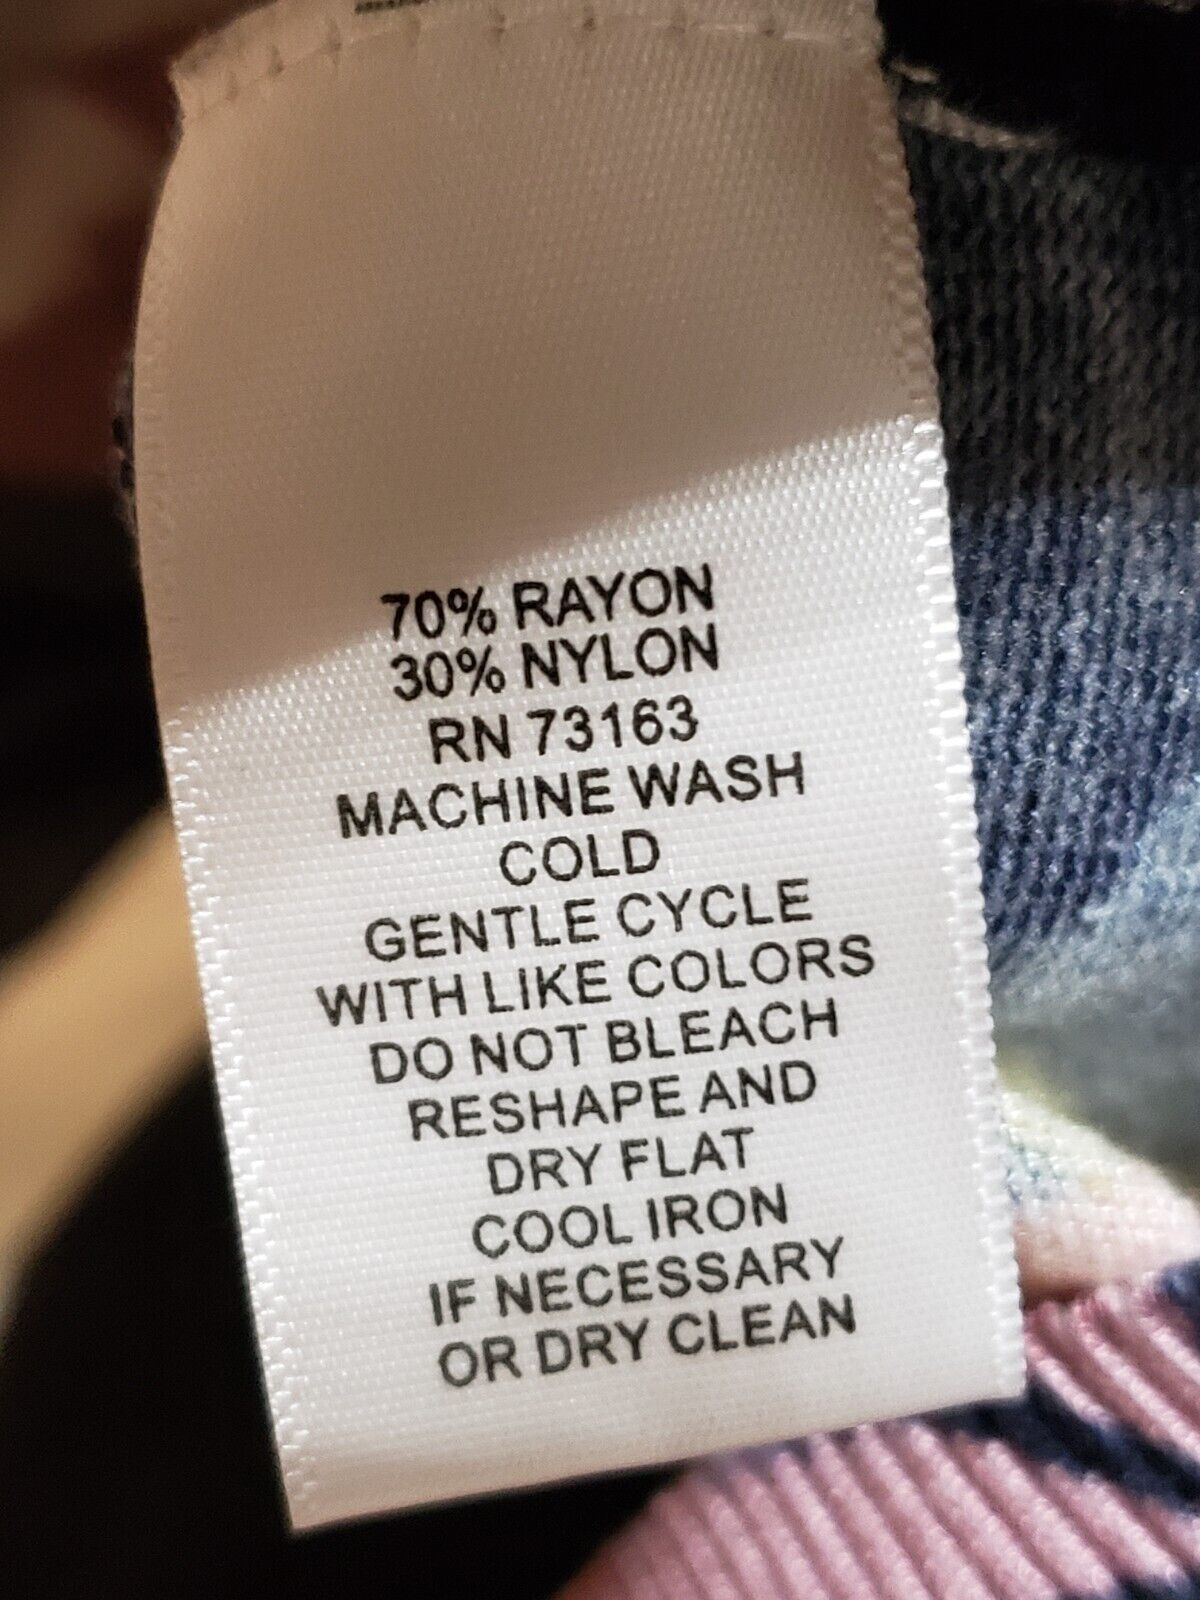 70% RAYON
30% NYLON
RN 73163
MACHINE WASH
COLD
GENTLE CYCLE
WITH LIKE COLORS
DO NOT BLEACH
RESHAPE AND
DRY FLAT
COOL IRON
IF NECESSARY
OR DRY CLEAN